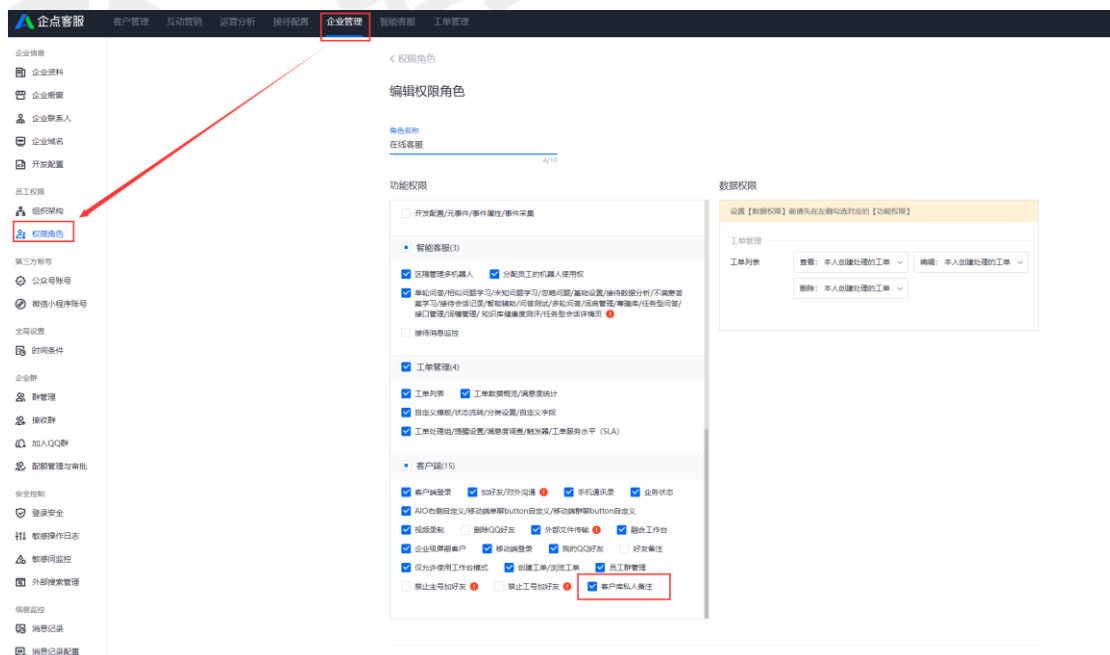 企点客服 客户管理 互动营销 运营分析 接待配置 企业管理 智能客服 工单管理
企业信息
企业资料
企业橱窗
企业联系人
企业域名
开发配置
员工权限
组织架构
权限角色
第三方账号
公众号账号
微信小程序账号
全局设置
时间条件
企业群
群管理
接收群
加入QQ群
配额管理与审批
安全控制
登录安全
敏感操作日志
敏感词监控
外部搜索管理
信息监控
消息记录
消息记录配置
< 权限角色
编辑权限角色
角色名称
在线客服
4/10
功能权限
开发配置/元事件/事件属性/事件采集
智能客服(3)
区隔管理多机器人 分配员工的机器人使用权
单轮问答/相似问题学习/未知问题学习/忽略问题/基础设置/接待数据分析/不满意答
案学习/接待会话记录/智能辅助/问答测试/多轮问答/词典管理/寒暄库/任务型问答/
接口管理/词槽管理/ 知识库健康度测评/任务型会话详情页
接待消息监控
工单管理(4)
工单列表 工单数据概览/满意度统计
自定义模板/状态流转/分类设置/自定义字段
工单处理组/提醒设置/满意度调查/触发器/工单服务水平（SLA）
客户端(15)
客户端登录 加好友/对外沟通 手机通讯录 业务状态
AIO右侧自定义/移动端单聊button自定义/移动端群聊button自定义
视频录制 删除QQ好友 外部文件传输 融合工作台
企业级屏蔽客户 移动端登录 我的QQ好友 好友备注
仅允许使用工作台模式 创建工单/浏览工单 员工群管理
禁止主号加好友 禁止工号加好友 客户库私人备注
数据权限
设置【数据权限】前请先在左侧勾选对应的【功能权限】
工单管理
工单列表 查看：本人创建处理的工单 编辑：本人创建处理的工单
删除：本人创建处理的工单